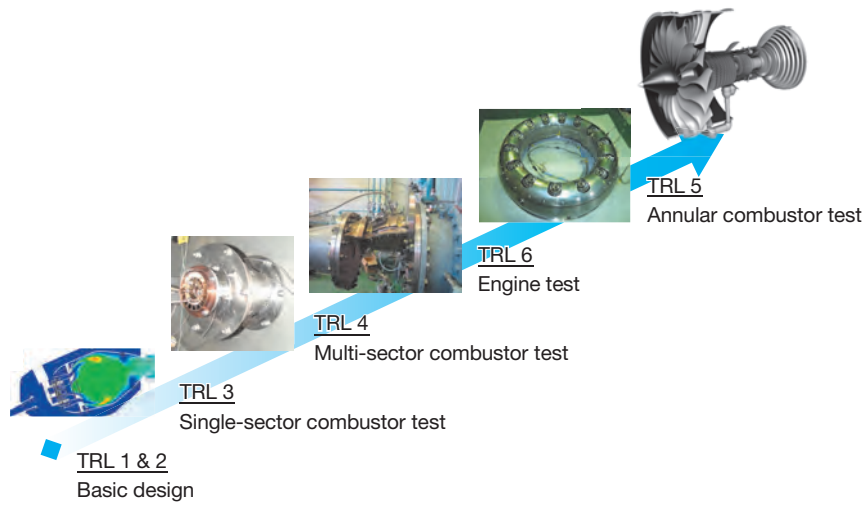 TRL 5
Annular combustor test
TRL 6
Engine test
TRL 4
Multi-sector combustor test
TRL 3
Single-sector combustor test
TRL 1 & 2
Basic design